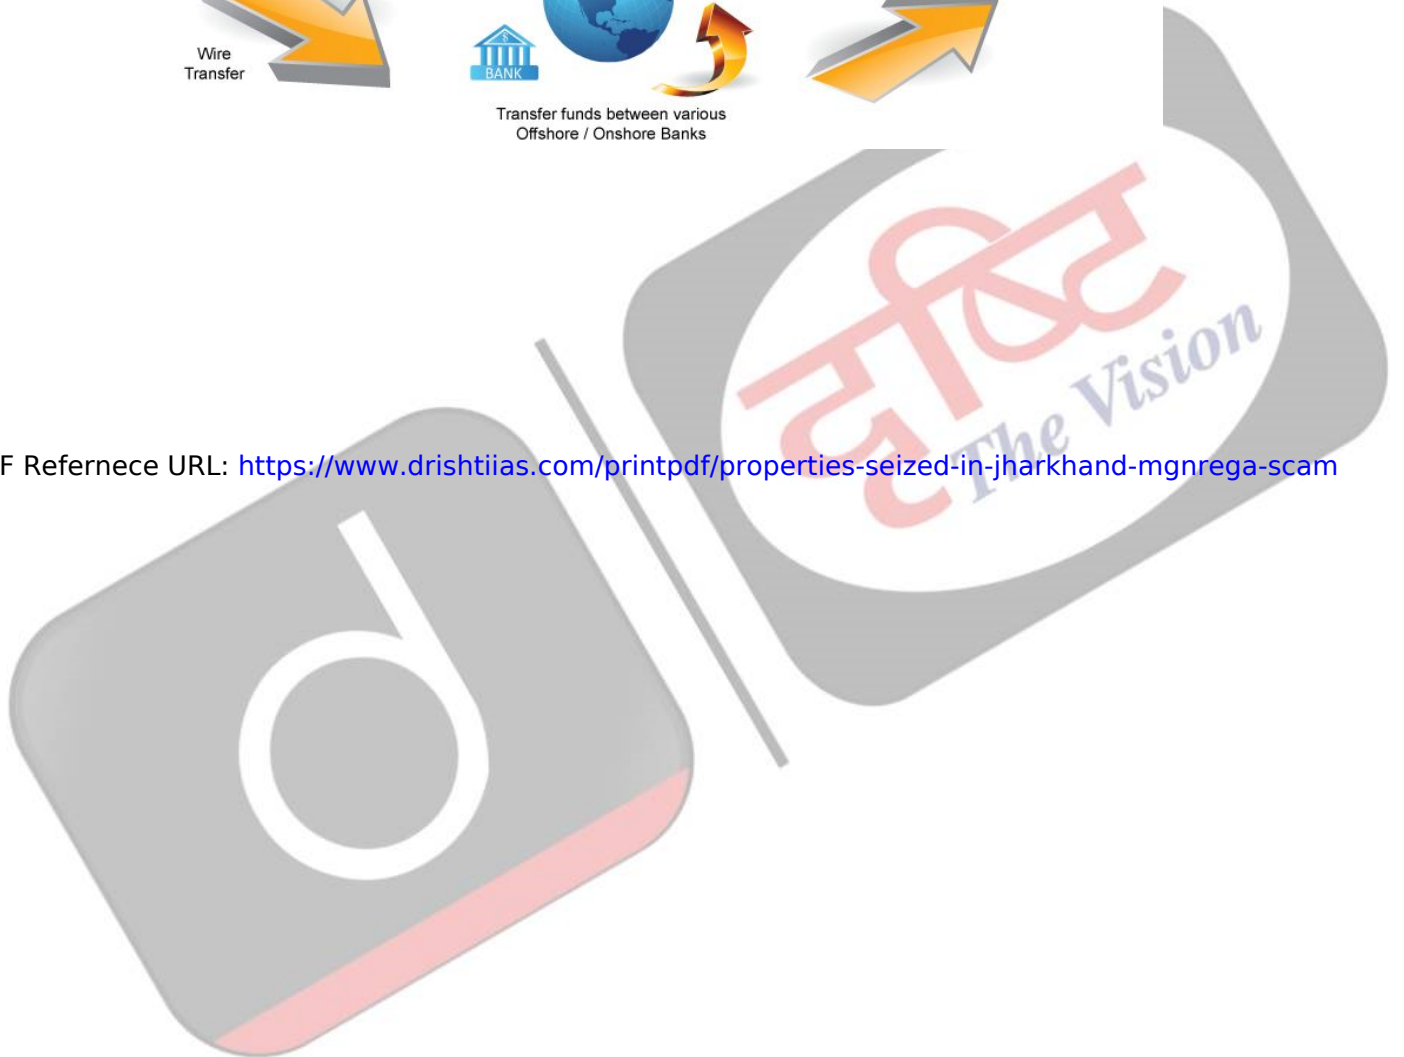 Wire
Transfer
$
BANK
Transfer funds between various
Offshore / Onshore Banks
दृष्टि
The Vision
F Refernece URL: https://www.drishtiias.com/printpdf/properties-seized-in-jharkhand-mgnrega-scam
d